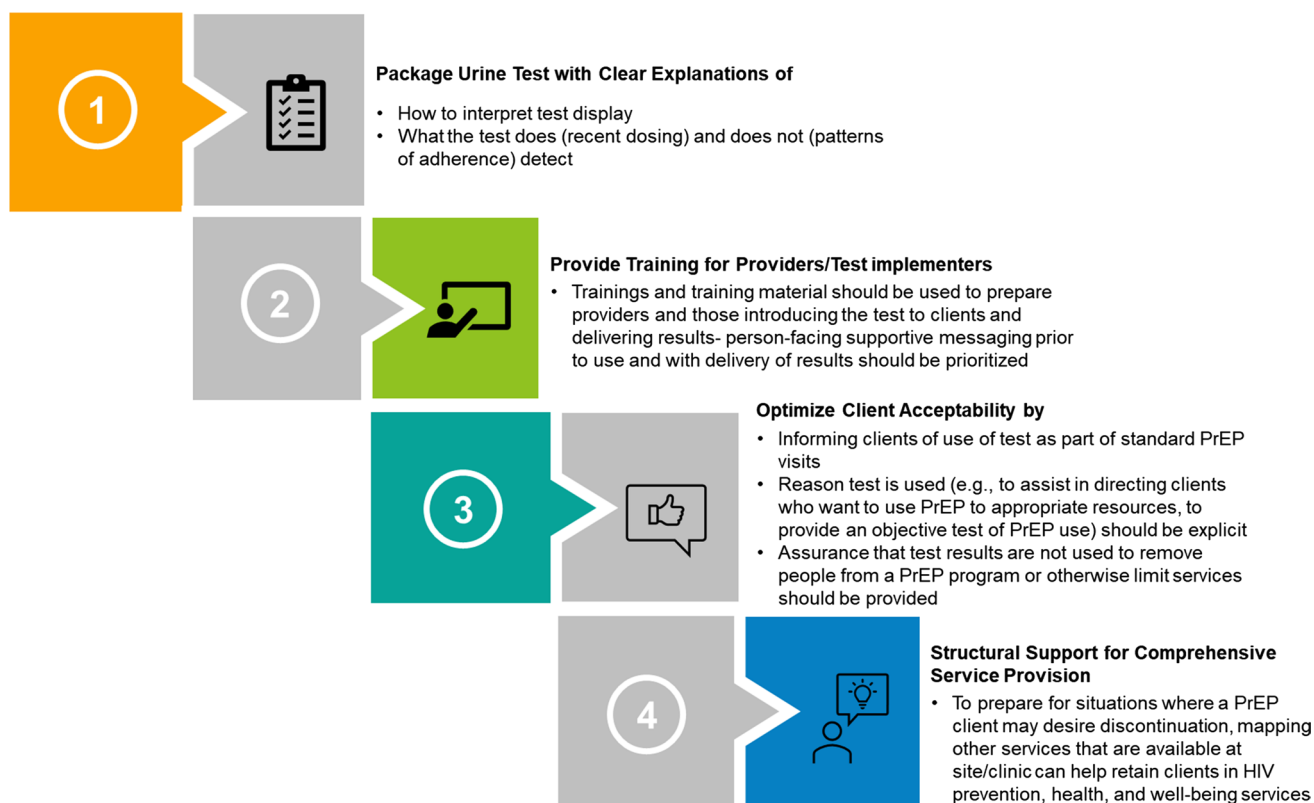 1
Package Urine Test with Clear Explanations of
• How to interpret test display
• What the test does (recent dosing) and does not (patterns
of adherence) detect
2
Provide Training for Providers/Test implementers
• Trainings and training material should be used to prepare
providers and those introducing the test to clients and
delivering results- person-facing supportive messaging prior
to use and with delivery of results should be prioritized
3
Optimize Client Acceptability by
• Informing clients of use of test as part of standard PrEP
visits
• Reason test is used (e.g., to assist in directing clients
who want to use PrEP to appropriate resources, to
provide an objective test of PrEP use) should be explicit
• Assurance that test results are not used to remove
people from a PrEP program or otherwise limit services
should be provided
4
Structural Support for Comprehensive
Service Provision
• To prepare for situations where a PrEP
client may desire discontinuation, mapping
other services that are available at
site/clinic can help retain clients in HIV
prevention, health, and well-being services